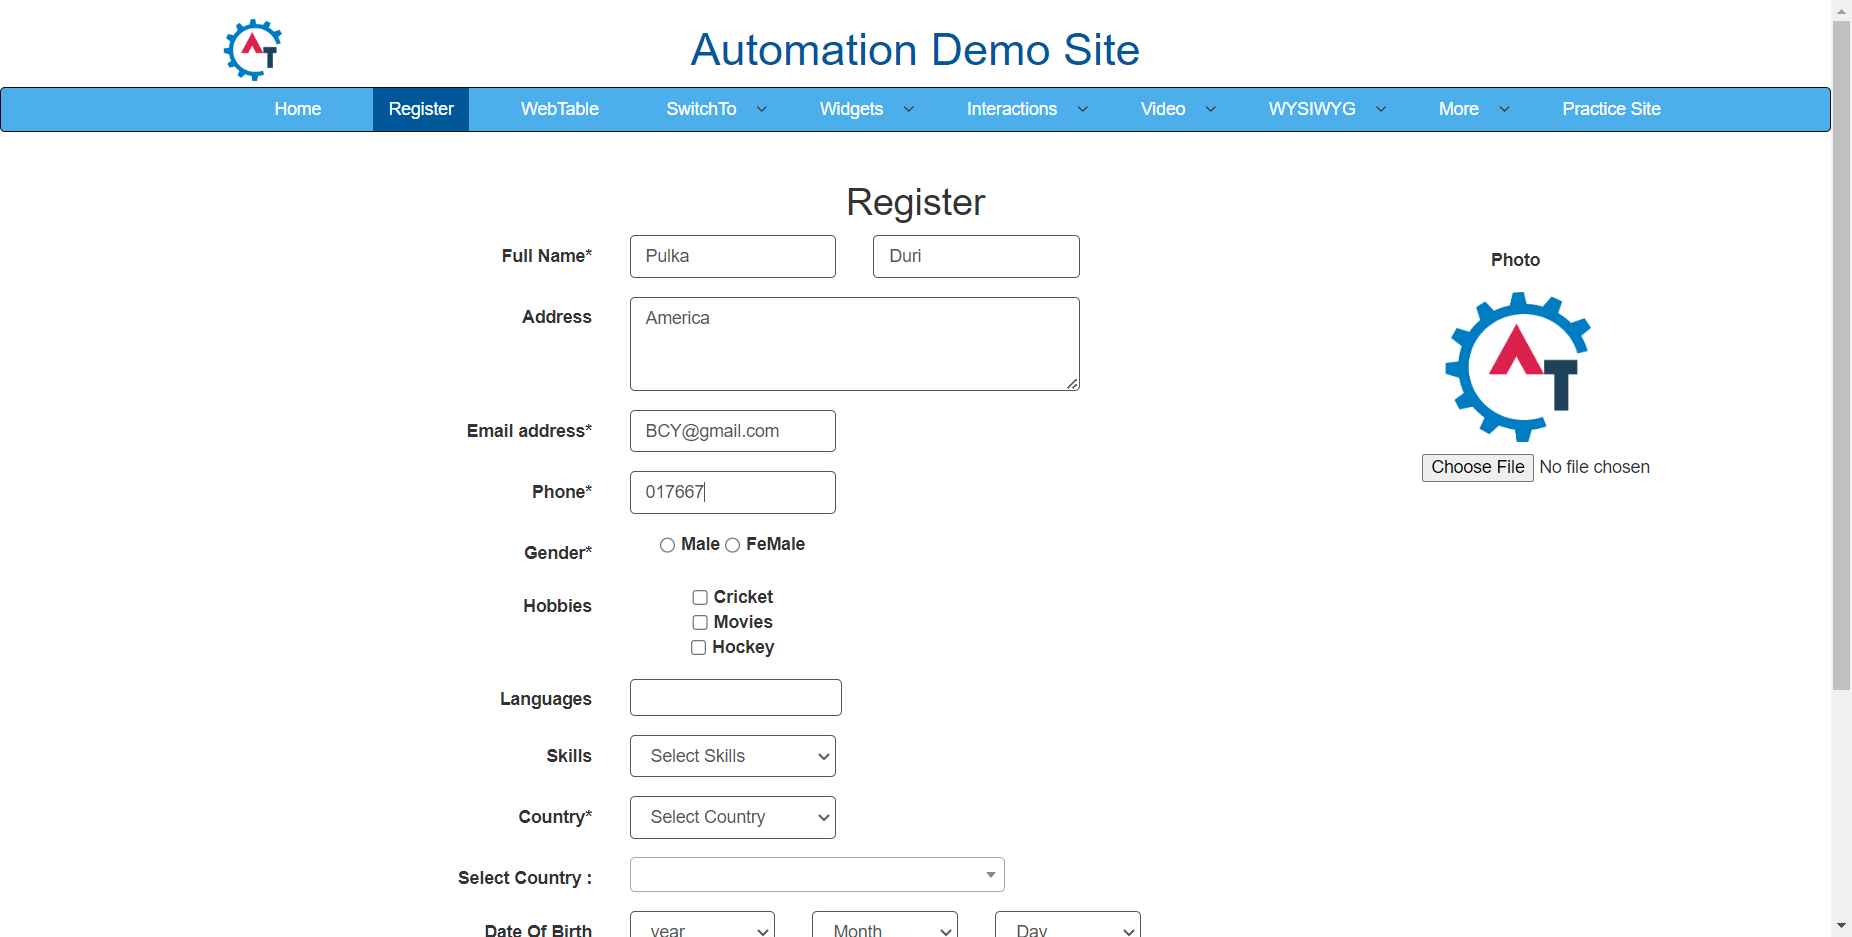 AT
Automation Demo Site
Home Register WebTable SwitchTo Widgets Interactions Video WYSIWYG More Practice Site
Register
Full Name* Pulka Duri
Photo
Address America
AT
Email address* BCY@gmail.com
Choose File No file chosen
Phone* 017667
Gender* Male FeMale
Hobbies Cricket
Movies
Hockey
Languages
Skills Select Skills
Country* Select Country
Select Country :
Date Of Birth year Month Day